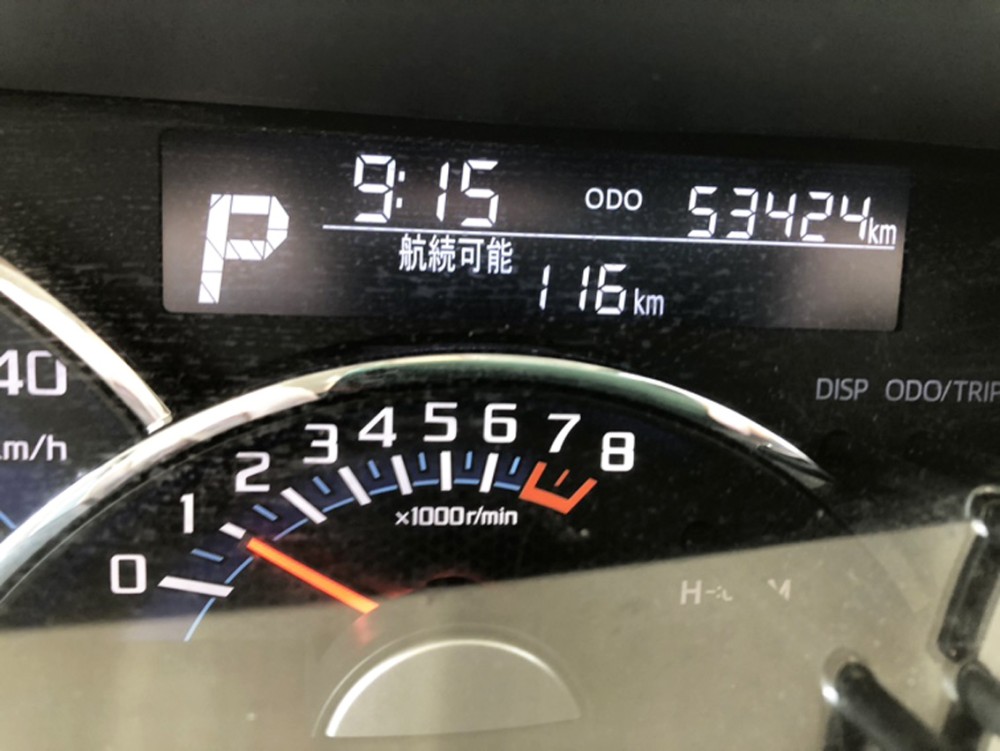 P
9:15 ODO 53424km
航続可能
116km
40
km/h
DISP ODO/TRIP
0 1 2 3 4 5 6 7 8
×1000r/min